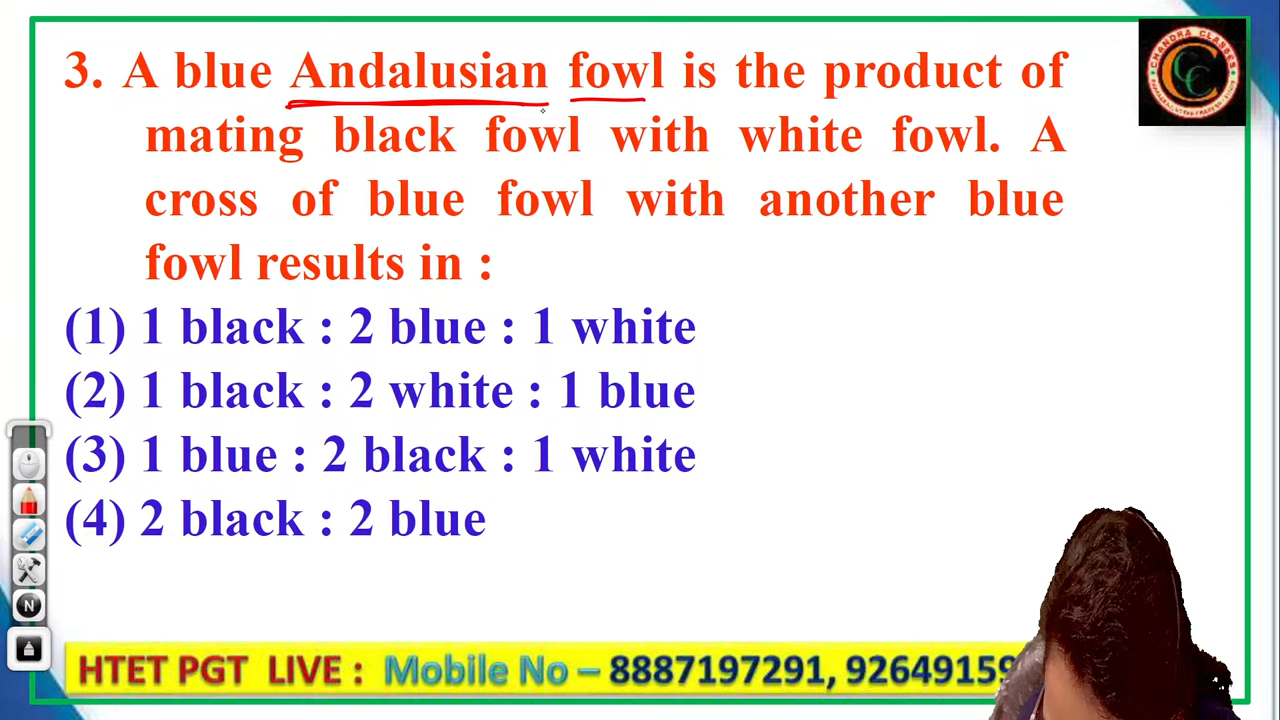 3. A blue Andalusian fowl is the product of
mating black fowl with white fowl. A
cross of blue fowl with another blue
fowl results in :
(1) 1 black : 2 blue : 1 white
(2) 1 black : 2 white : 1 blue
(3) 1 blue : 2 black : 1 white
(4) 2 black : 2 blue
CHANDRA CLASSES
CCC
N
HTET PGT LIVE : Mobile No – 8887197291, 92649159